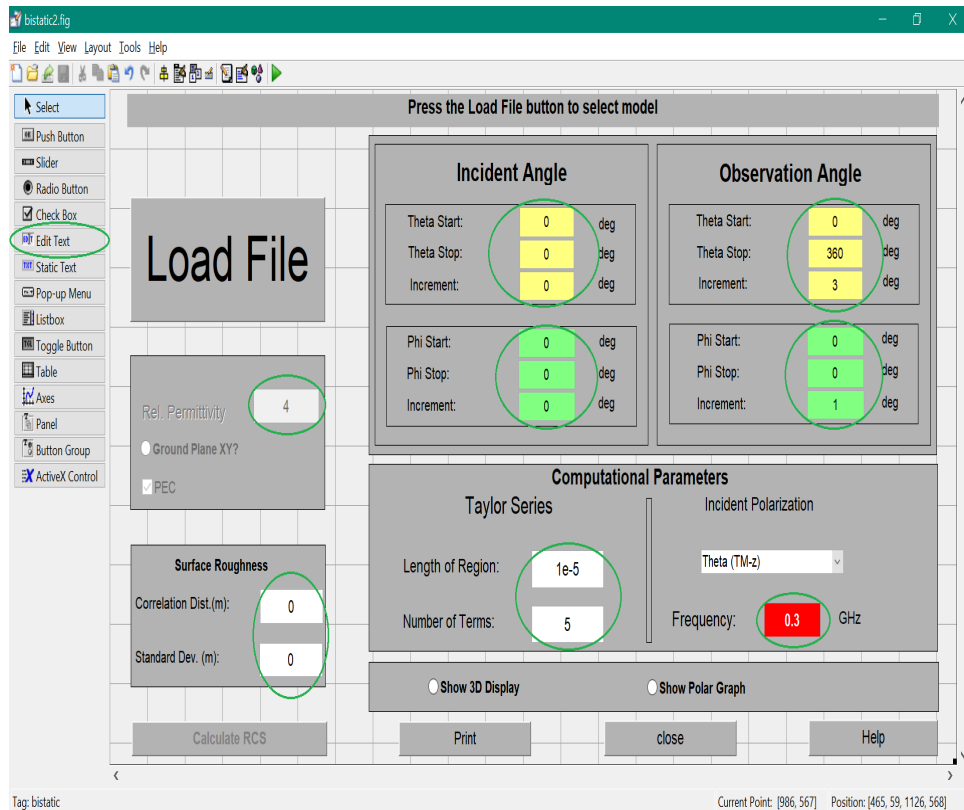 bistatic2.fig
File Edit View Layout Tools Help
Select
Push Button
Slider
Radio Button
Check Box
Edit Text
Static Text
Pop-up Menu
Listbox
Toggle Button
Table
Axes
Panel
Button Group
ActiveX Control
Press the Load File button to select model
Load File
Rel. Permittivity 4
Ground Plane XY?
PEC
Surface Roughness
Correlation Dist.(m): 0
Standard Dev. (m): 0
Calculate RCS
Incident Angle
Theta Start: 0 deg
Theta Stop: 0 deg
Increment: 0 deg
Phi Start: 0 deg
Phi Stop: 0 deg
Increment: 0 deg
Observation Angle
Theta Start: 0 deg
Theta Stop: 360 deg
Increment: 3 deg
Phi Start: 0 deg
Phi Stop: 0 deg
Increment: 1 deg
Computational Parameters
Taylor Series
Length of Region: 1e-5
Number of Terms: 5
Incident Polarization
Theta (TM-z)
Frequency: 0.3 GHz
Show 3D Display
Show Polar Graph
Print
close
Help
Tag: bistatic
Current Point: [986, 567] Position: [465, 59, 1126, 568]